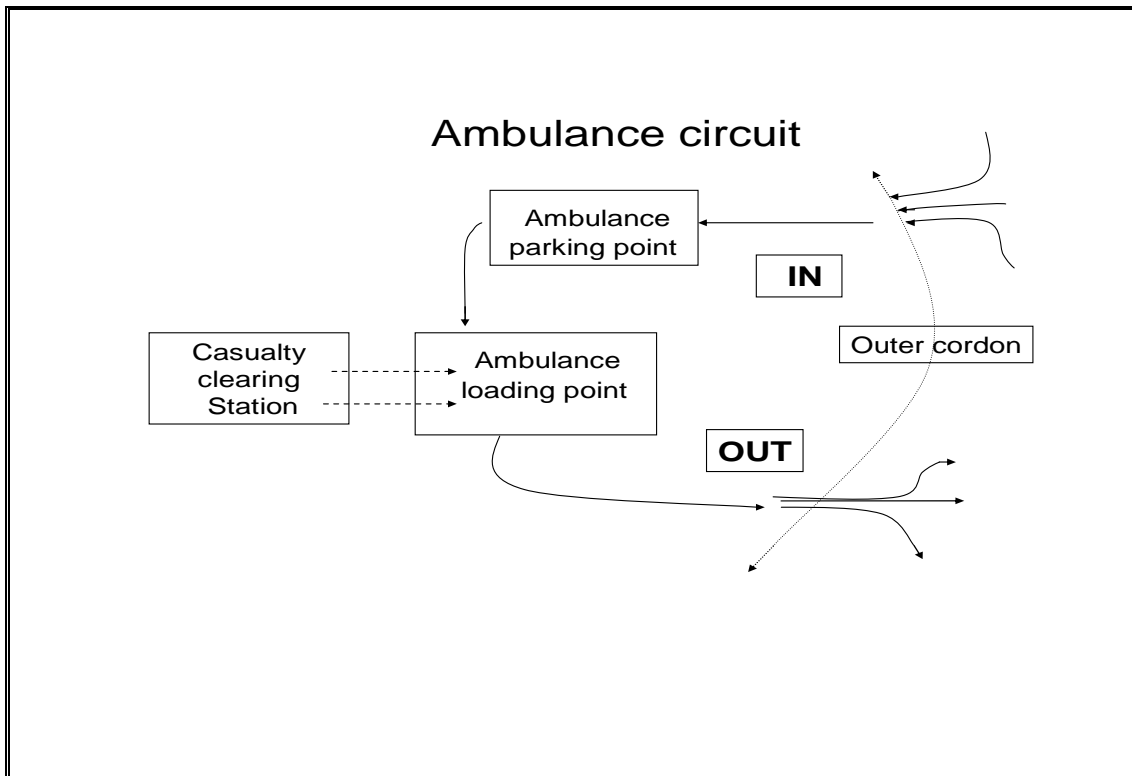 Ambulance circuit
Ambulance
parking point
IN
Casualty
clearing
Station
Ambulance
loading point
Outer cordon
OUT